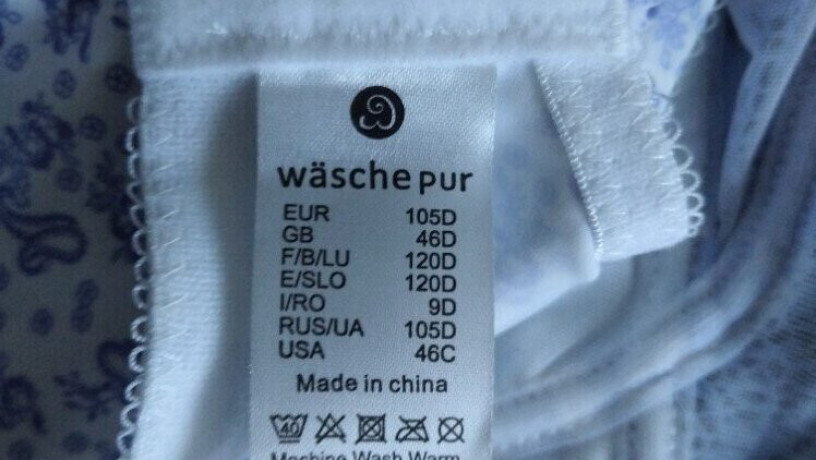 wäsche pur
EUR 105D
GB 46D
F/B/LU 120D
E/SLO 120D
I/RO 9D
RUS/UA 105D
USA 46C
Made in china
40
Machine Wash Warm